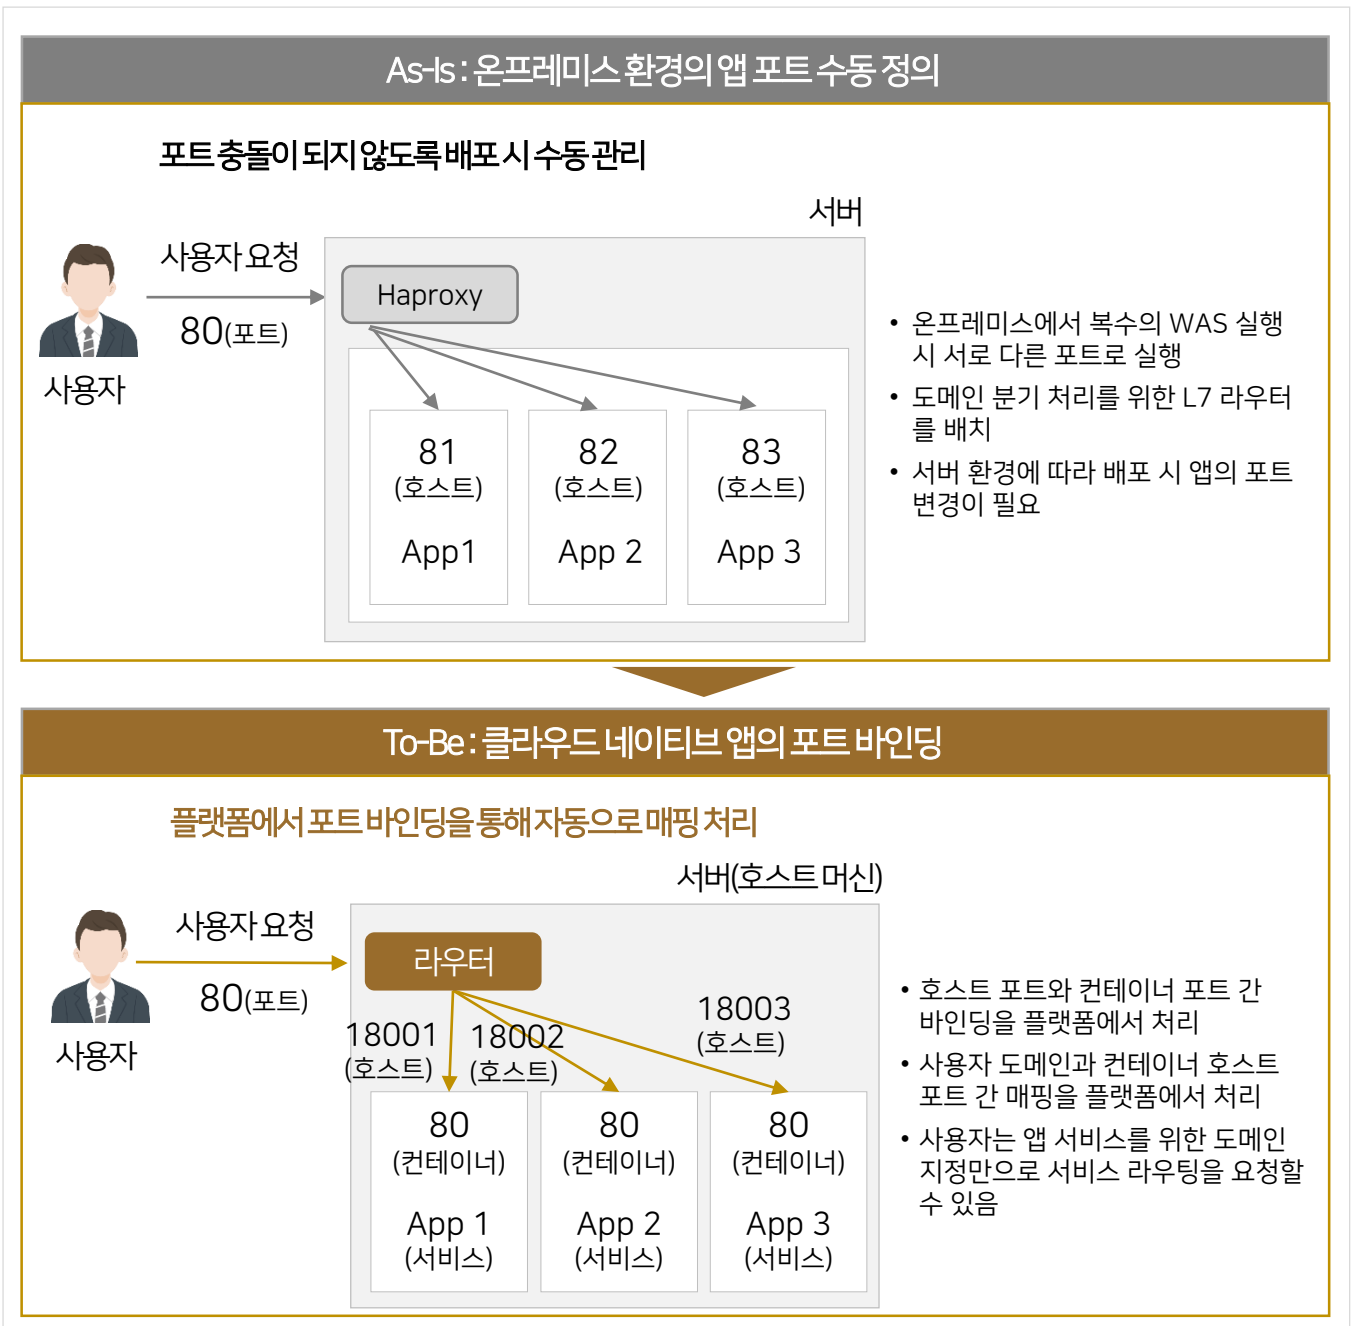 As-Is : 온프레미스 환경의 앱 포트 수동 정의
포트 충돌이 되지 않도록 배포 시 수동 관리
서버
사용자 요청
80(포트)
사용자
Haproxy
81
(호스트)
App1
82
(호스트)
App 2
83
(호스트)
App 3
• 온프레미스에서 복수의 WAS 실행
시 서로 다른 포트로 실행
• 도메인 분기 처리를 위한 L7 라우터
를 배치
• 서버 환경에 따라 배포 시 앱의 포트
변경이 필요
To-Be : 클라우드 네이티브 앱의 포트 바인딩
플랫폼에서 포트 바인딩을 통해 자동으로 매핑 처리
서버(호스트 머신)
사용자 요청
80(포트)
사용자
라우터
18001
(호스트)
18002
(호스트)
18003
(호스트)
80
(컨테이너)
App 1
(서비스)
80
(컨테이너)
App 2
(서비스)
80
(컨테이너)
App 3
(서비스)
• 호스트 포트와 컨테이너 포트 간
바인딩을 플랫폼에서 처리
• 사용자 도메인과 컨테이너 호스트
포트 간 매핑을 플랫폼에서 처리
• 사용자는 앱 서비스를 위한 도메인
지정만으로 서비스 라우팅을 요청할
수 있음